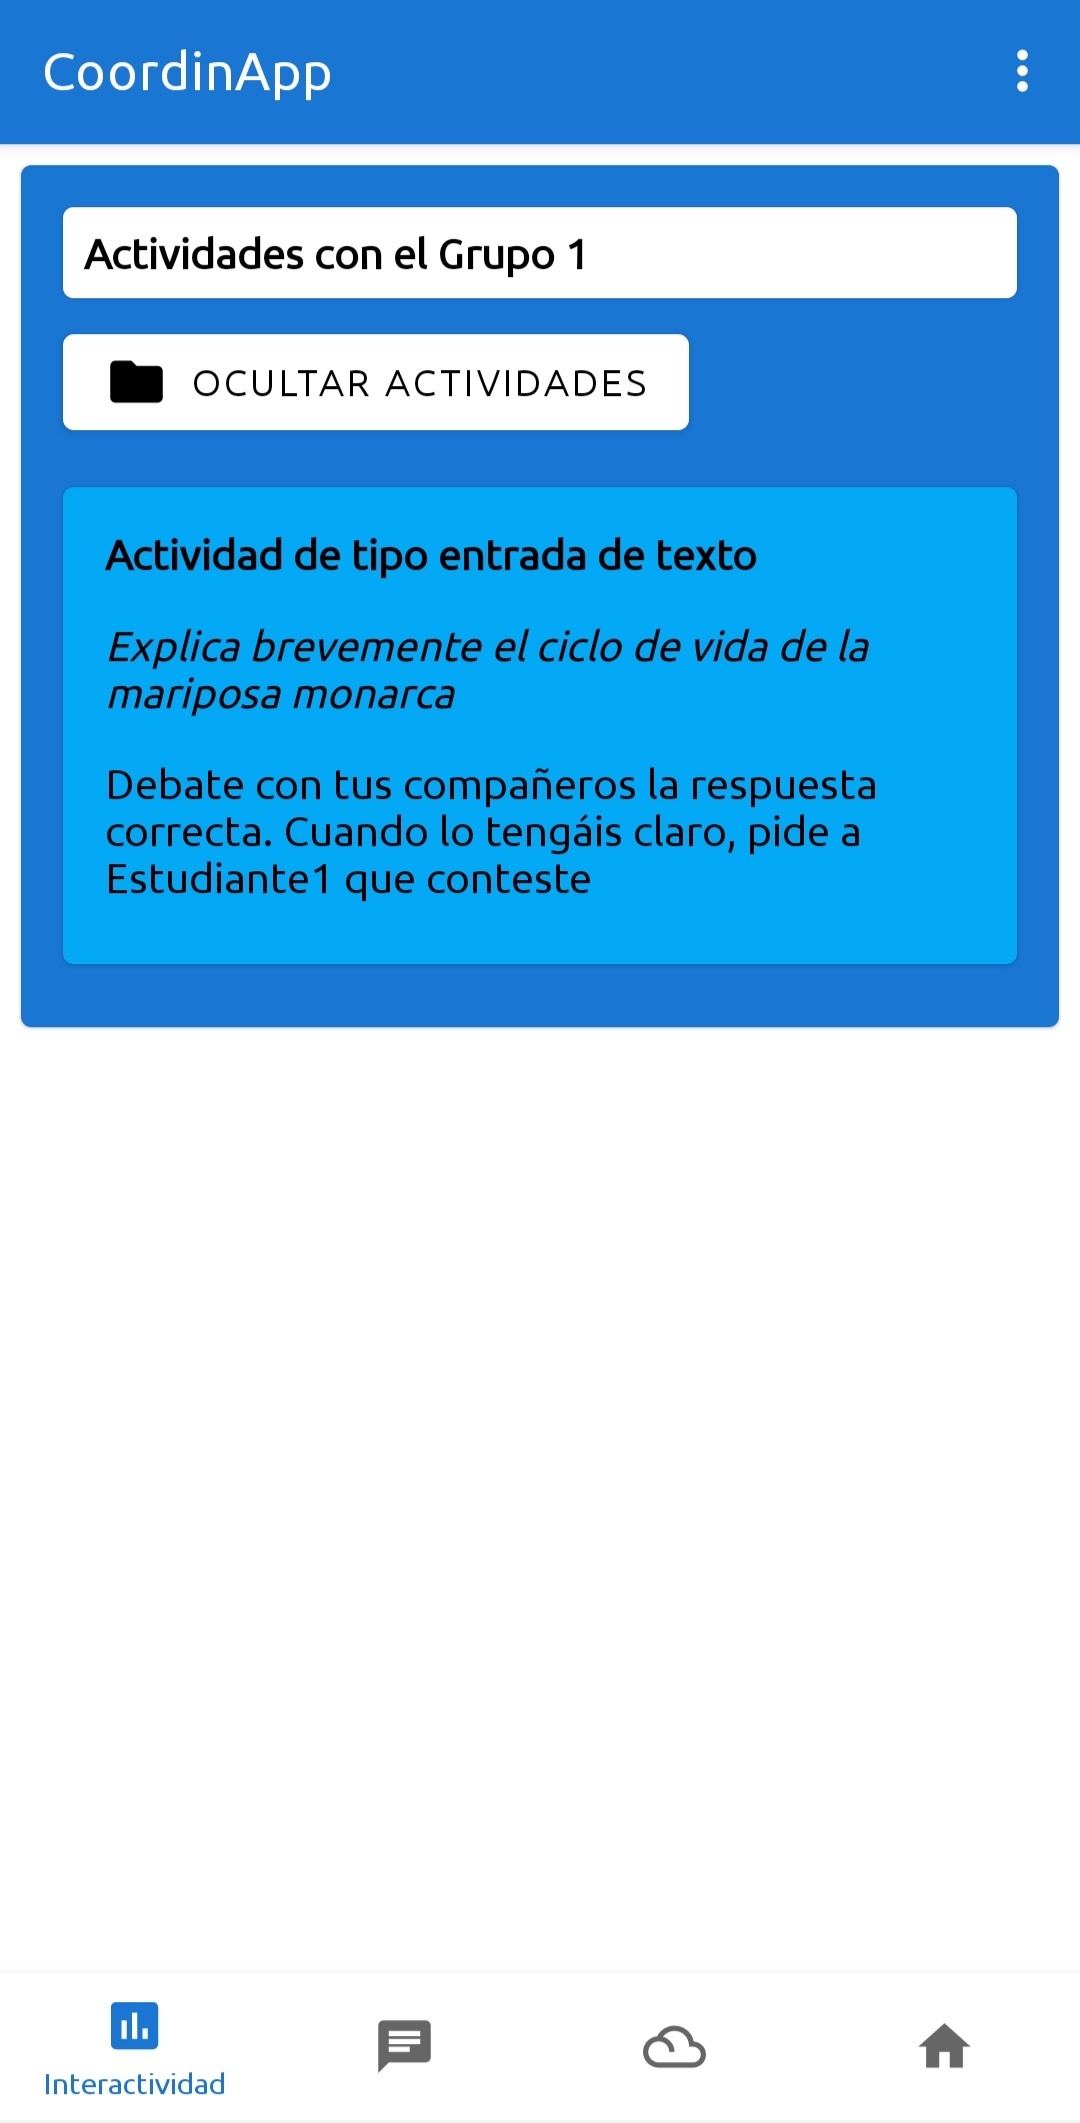 CoordinApp
Actividades con el Grupo 1
OCULTAR ACTIVIDADES
Actividad de tipo entrada de texto
Explica brevemente el ciclo de vida de la
mariposa monarca
Debate con tus compañeros la respuesta
correcta. Cuando lo tengáis claro, pide a
Estudiante1 que conteste
Interactividad